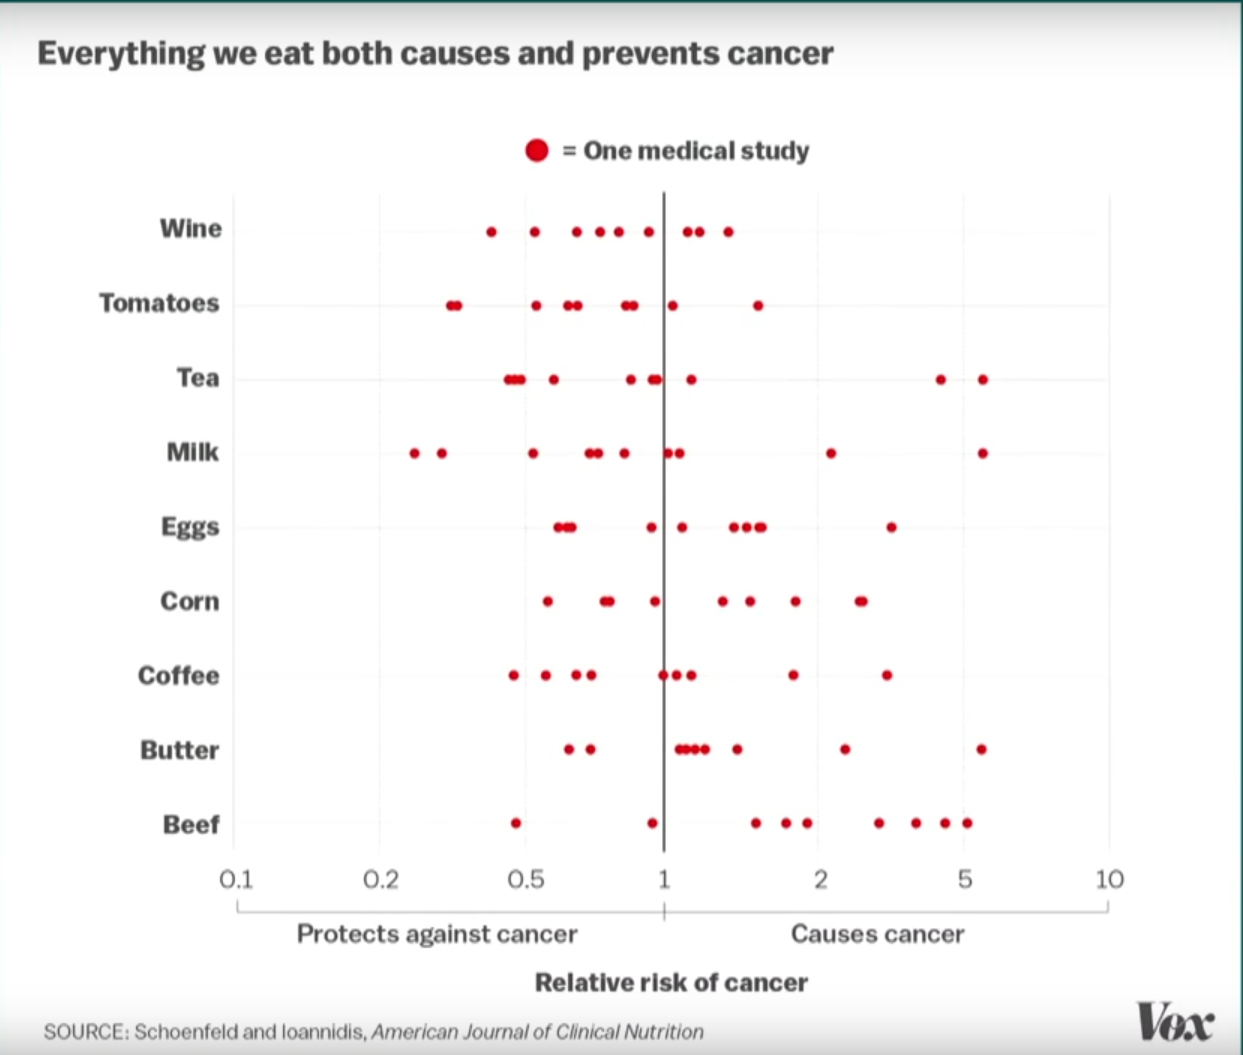 Everything we eat both causes and prevents cancer
= One medical study
Wine
Tomatoes
Tea
Milk
Eggs
Corn
Coffee
Butter
Beef
0.1 0.2 0.5 1 2 5 10
Protects against cancer Causes cancer
Relative risk of cancer
SOURCE: Schoenfeld and Ioannidis, American Journal of Clinical Nutrition
Vox